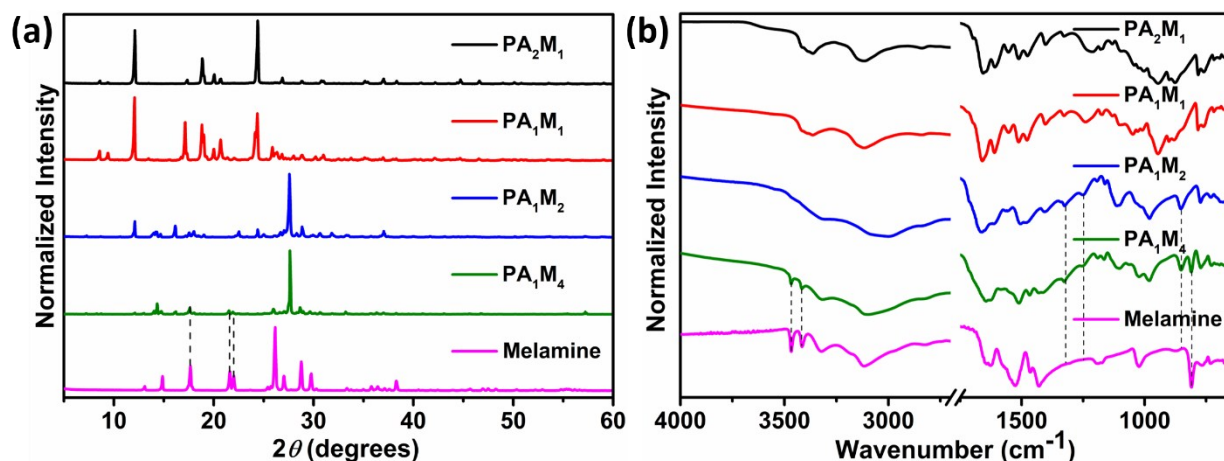 (a)
PA₂M₁
PA₁M₁
PA₁M₂
PA₁M₄
Melamine
Normalized Intensity
10 20 30 40 50 60
2θ (degrees)
(b)
PA₂M₁
PA₁M₁
PA₁M₂
PA₁M₄
Melamine
Normalized Intensity
4000 3500 3000 1500 1000
Wavenumber (cm⁻¹)